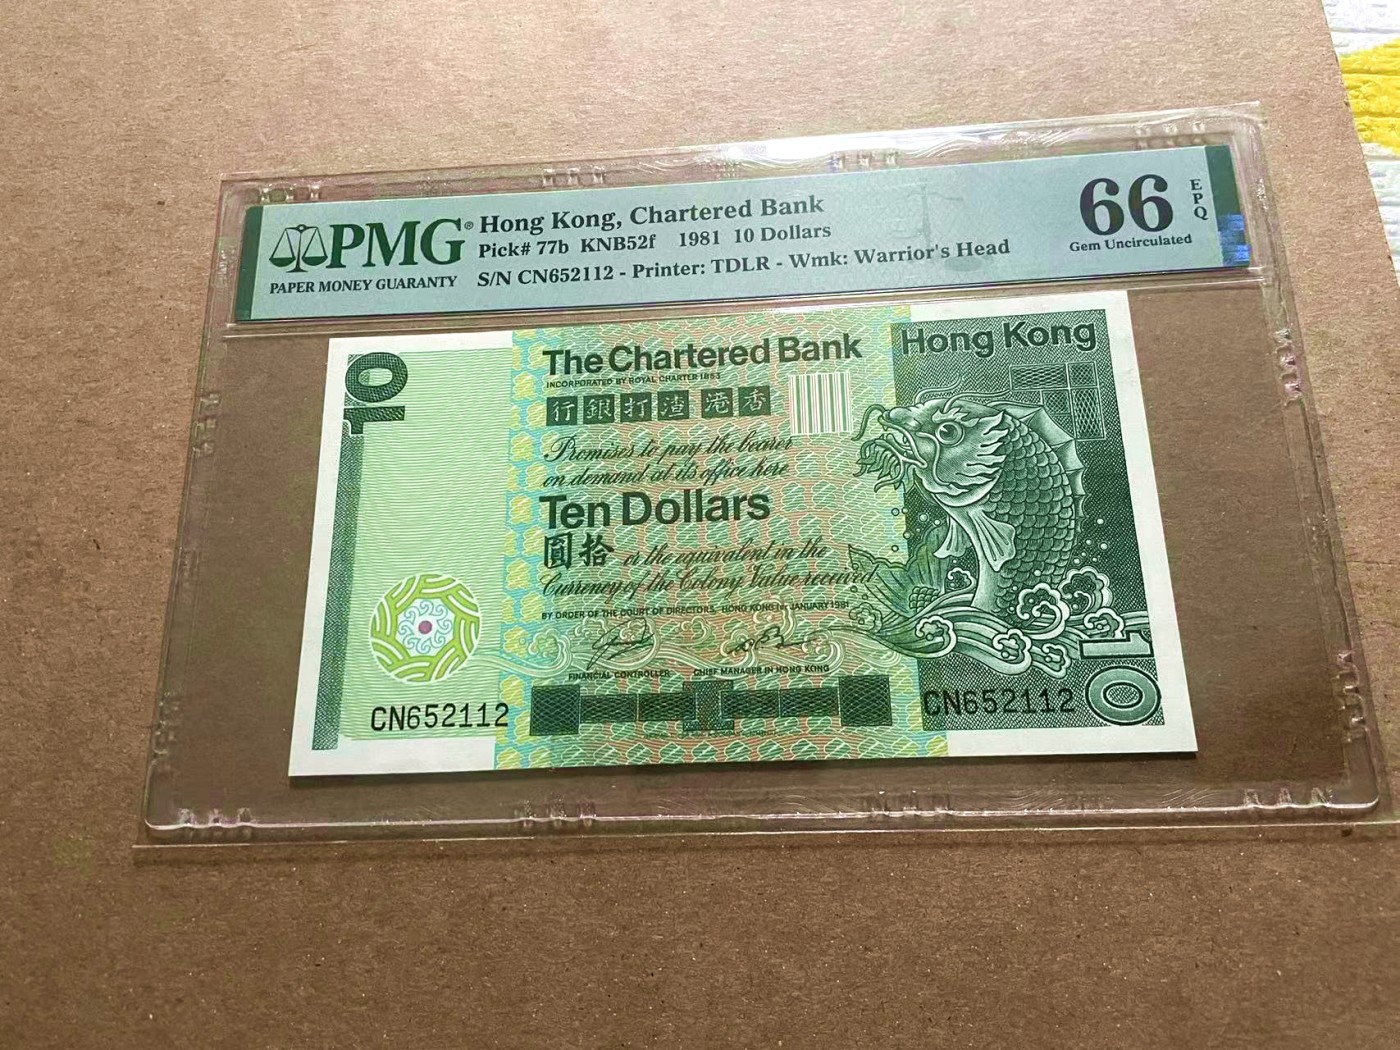 PMG®
PAPER MONEY GUARANTY
Hong Kong, Chartered Bank
Pick# 77b KNB52f 1981 10 Dollars
S/N CN652112 - Printer: TDLR - Wmk: Warrior's Head
66
EPQ
Gem Uncirculated
10
The Chartered Bank
INCORPORATED BY ROYAL CHARTER 1853
行銀打渣港香
Promises to pay the bearer
on demand at its office here
Ten Dollars
圓拾 or the equivalent in the
Currency of the Colony Value received
BY ORDER OF THE COURT OF DIRECTORS, HONG KONG 1st JANUARY 1981
FINANCIAL CONTROLLER CHIEF MANAGER IN HONG KONG
Hong Kong
CN652112
CN652112
10